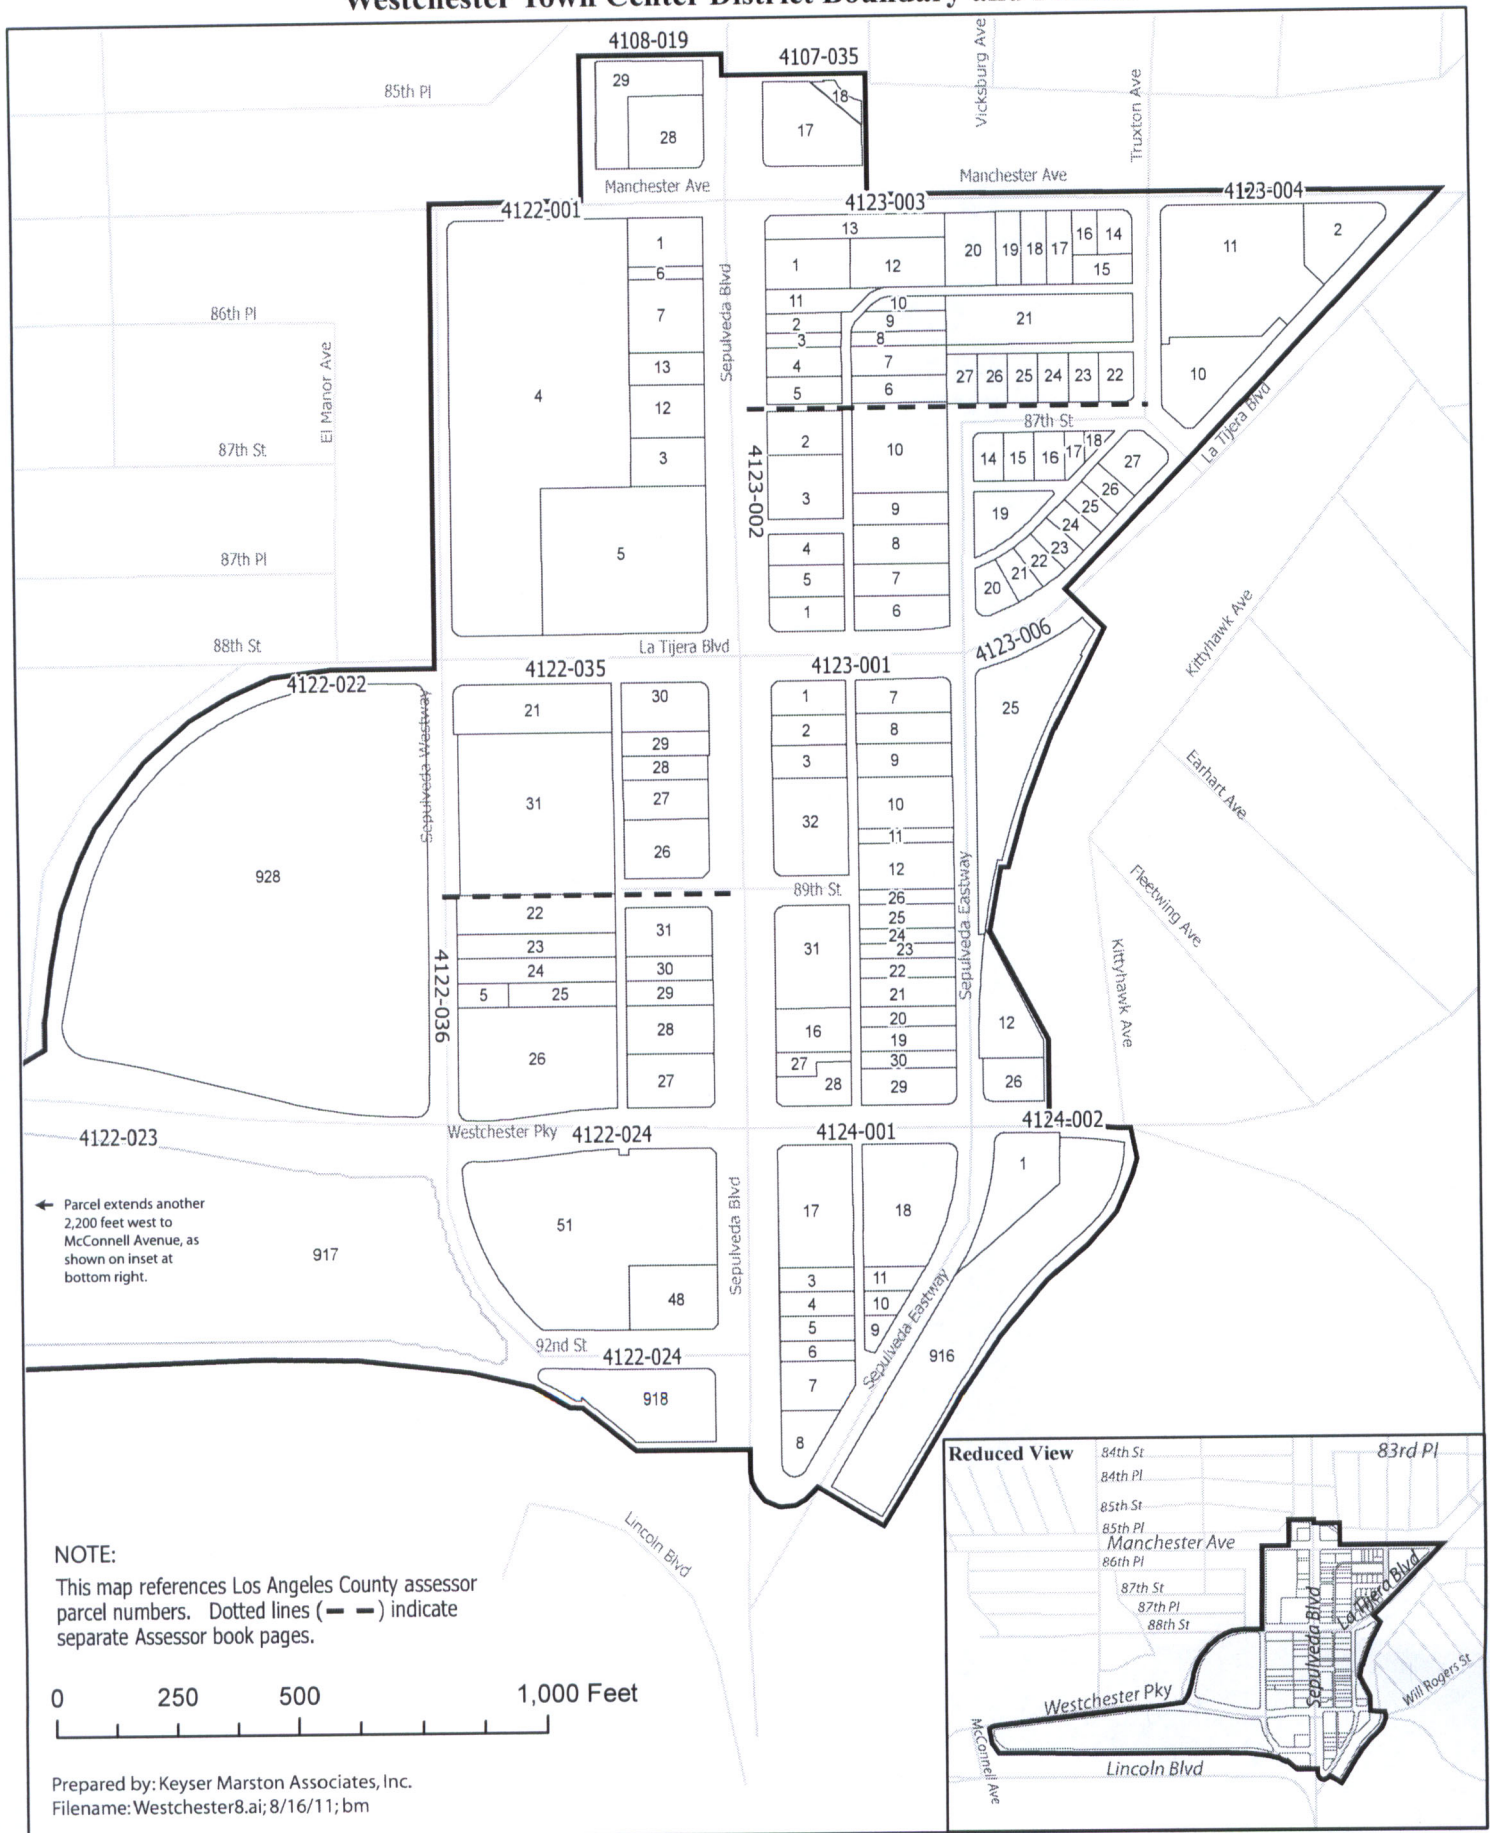 Westchester Town Center District Boundary and
4108-019
4107-035
Vicksburg Ave
Truxton Ave
85th Pl
29
28
18
17
Manchester Ave
Manchester Ave
4122-001
4123-003
4123-004
1
6
7
13
12
3
4
5
Sepulveda Blvd
13
1
12
11
10
2
9
3
8
4
7
5
6
20
19
18
17
16
14
15
21
27
26
25
24
23
22
11
2
10
86th Pl
El Manor Ave
87th St
87th Pl
88th St
87th St
La Tijera Blvd
4123-002
2
3
4
5
1
10
9
8
7
6
14
15
16
17
18
19
27
26
25
24
23
22
21
20
La Tijera Blvd
4123-006
Kittyhawk Ave
4122-022
4122-035
4123-001
Sepulveda Westway
21
31
30
29
28
27
26
1
2
3
32
7
8
9
10
11
12
25
Earhart Ave
Fleetwing Ave
Kittyhawk Ave
Sepulveda Eastway
928
89th St
4122-036
22
23
24
5
25
26
31
30
29
28
27
31
16
27
28
26
25
24
23
22
21
20
19
30
29
12
26
4122-023
Westchester Pky
4122-024
4124-001
4124-002
Parcel extends another
2,200 feet west to
McConnell Avenue, as
shown on inset at
bottom right.
917
51
48
Sepulveda Blvd
17
18
3
4
5
6
7
8
11
10
9
Sepulveda Eastway
1
916
92nd St
4122-024
918
Lincoln Blvd
NOTE:
This map references Los Angeles County assessor
parcel numbers. Dotted lines (— —) indicate
separate Assessor book pages.
0 250 500 1,000 Feet
Prepared by: Keyser Marston Associates, Inc.
Filename: Westchester8.ai; 8/16/11; bm
Reduced View
84th St
83rd Pl
84th Pl
85th St
85th Pl
Manchester Ave
86th Pl
87th St
87th Pl
88th St
La Tijera Blvd
Sepulveda Blvd
Will Rogers St
Westchester Pky
McConnell Ave
Lincoln Blvd